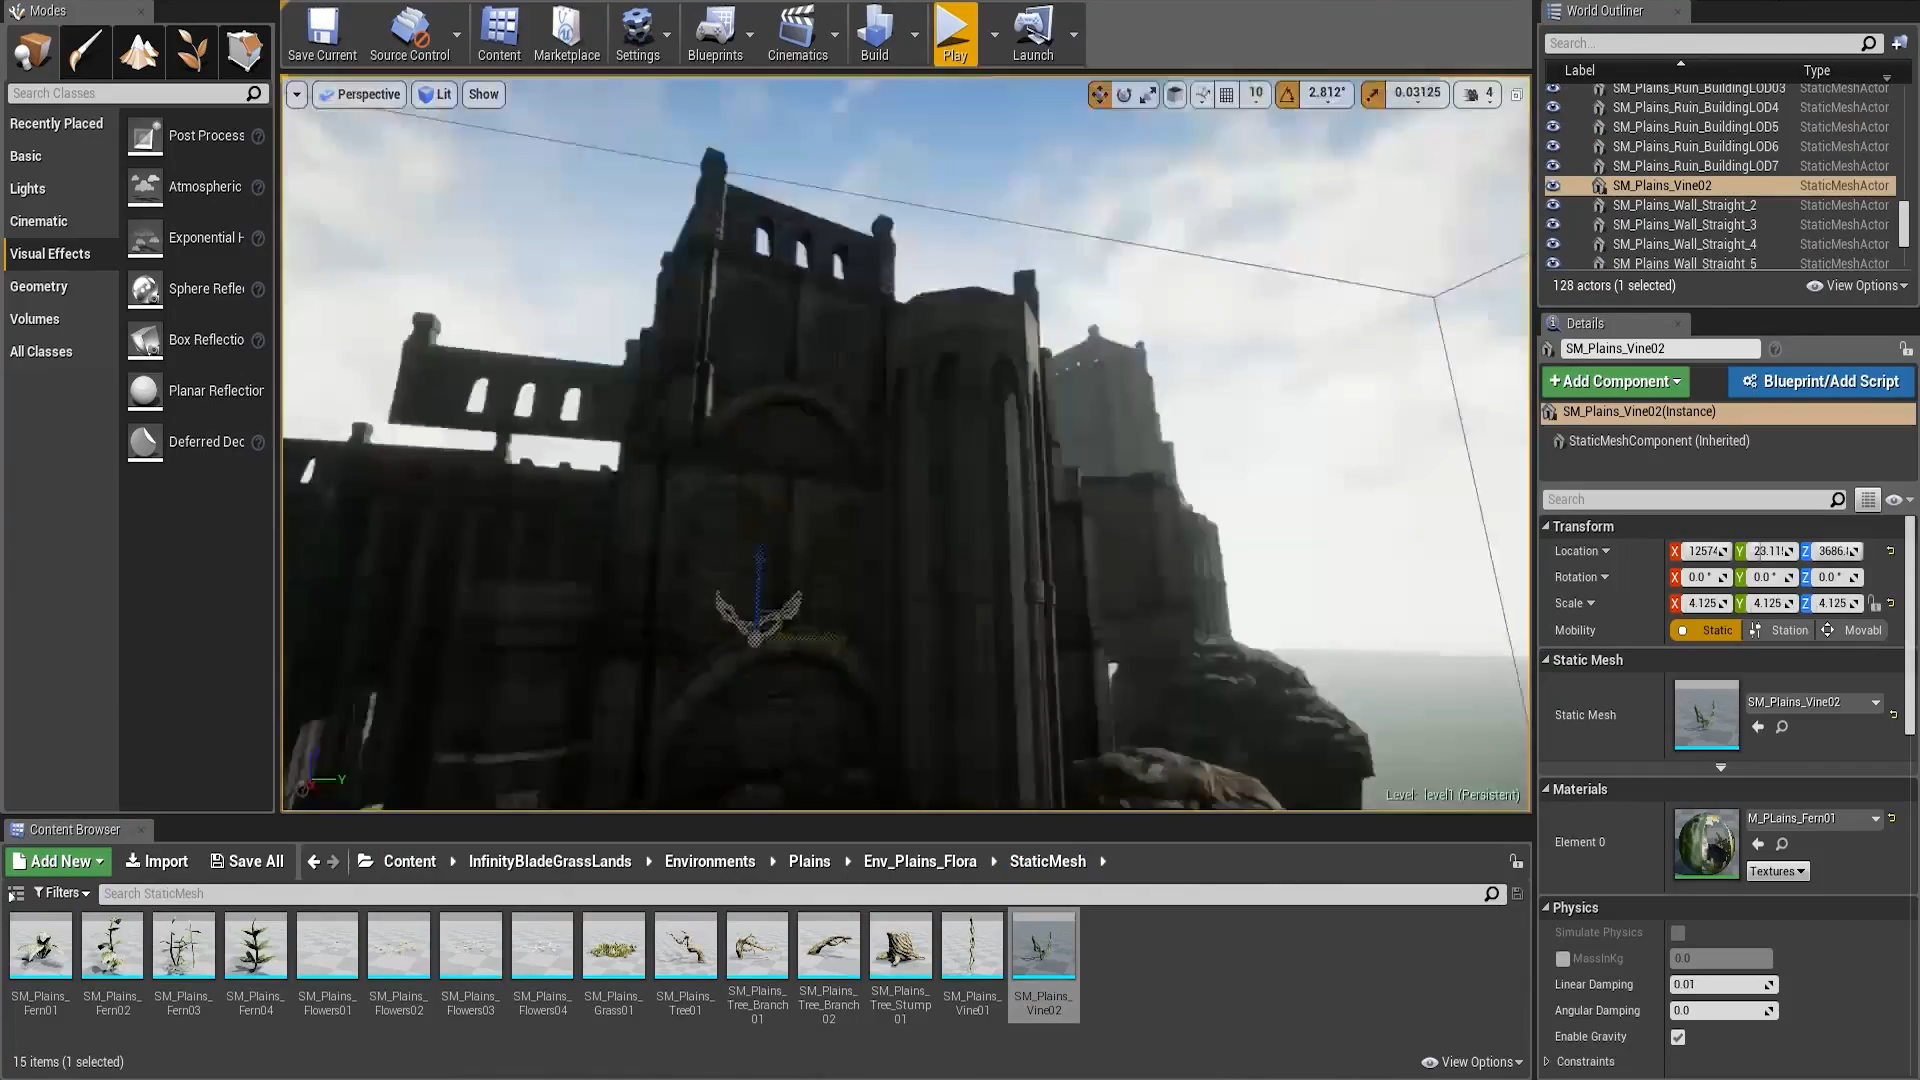 Modes
Save Current
Source Control
Content
Marketplace
Settings
Blueprints
Cinematics
Build
Play
Launch
World Outliner
Search...
Label
Type
SM_Plains_Ruin_BuildingLOD03 StaticMeshActor
SM_Plains_Ruin_BuildingLOD4 StaticMeshActor
SM_Plains_Ruin_BuildingLOD5 StaticMeshActor
SM_Plains_Ruin_BuildingLOD6 StaticMeshActor
SM_Plains_Ruin_BuildingLOD7 StaticMeshActor
SM_Plains_Vine02 StaticMeshActor
SM_Plains_Wall_Straight_2 StaticMeshActor
SM_Plains_Wall_Straight_3 StaticMeshActor
SM_Plains_Wall_Straight_4 StaticMeshActor
SM_Plains_Wall_Straight_5 StaticMeshActor
128 actors (1 selected)
View Options
Search Classes
Recently Placed
Basic
Lights
Cinematic
Visual Effects
Geometry
Volumes
All Classes
Post Process
Atmospheric
Exponential H
Sphere Refle
Box Reflectio
Planar Reflection
Deferred Dec
Perspective
Lit
Show
10
2.812°
0.03125
4
Y
Level: level1 (Persistent)
Details
SM_Plains_Vine02
+Add Component
Blueprint/Add Script
SM_Plains_Vine02(Instance)
StaticMeshComponent (Inherited)
Search
Transform
Location X 12574 Y 23.11 Z 3686.
Rotation X 0.0° Y 0.0° Z 0.0°
Scale X 4.125 Y 4.125 Z 4.125
Mobility Static Station Movabl
Static Mesh
Static Mesh
SM_Plains_Vine02
Materials
Element 0
M_PLains_Fern01
Textures
Physics
Simulate Physics
MassInKg 0.0
Linear Damping 0.01
Angular Damping 0.0
Enable Gravity
Constraints
Content Browser
Add New
Import
Save All
Content
InfinityBladeGrassLands
Environments
Plains
Env_Plains_Flora
StaticMesh
Filters
Search StaticMesh
SM_Plains_
Fern01
SM_Plains_
Fern02
SM_Plains_
Fern03
SM_Plains_
Fern04
SM_Plains_
Flowers01
SM_Plains_
Flowers02
SM_Plains_
Flowers03
SM_Plains_
Flowers04
SM_Plains_
Grass01
SM_Plains_
Tree01
SM_Plains_
Tree_Branch
01
SM_Plains_
Tree_Branch
02
SM_Plains_
Tree_Stump
01
SM_Plains_
Vine01
SM_Plains_
Vine02
15 items (1 selected)
View Options